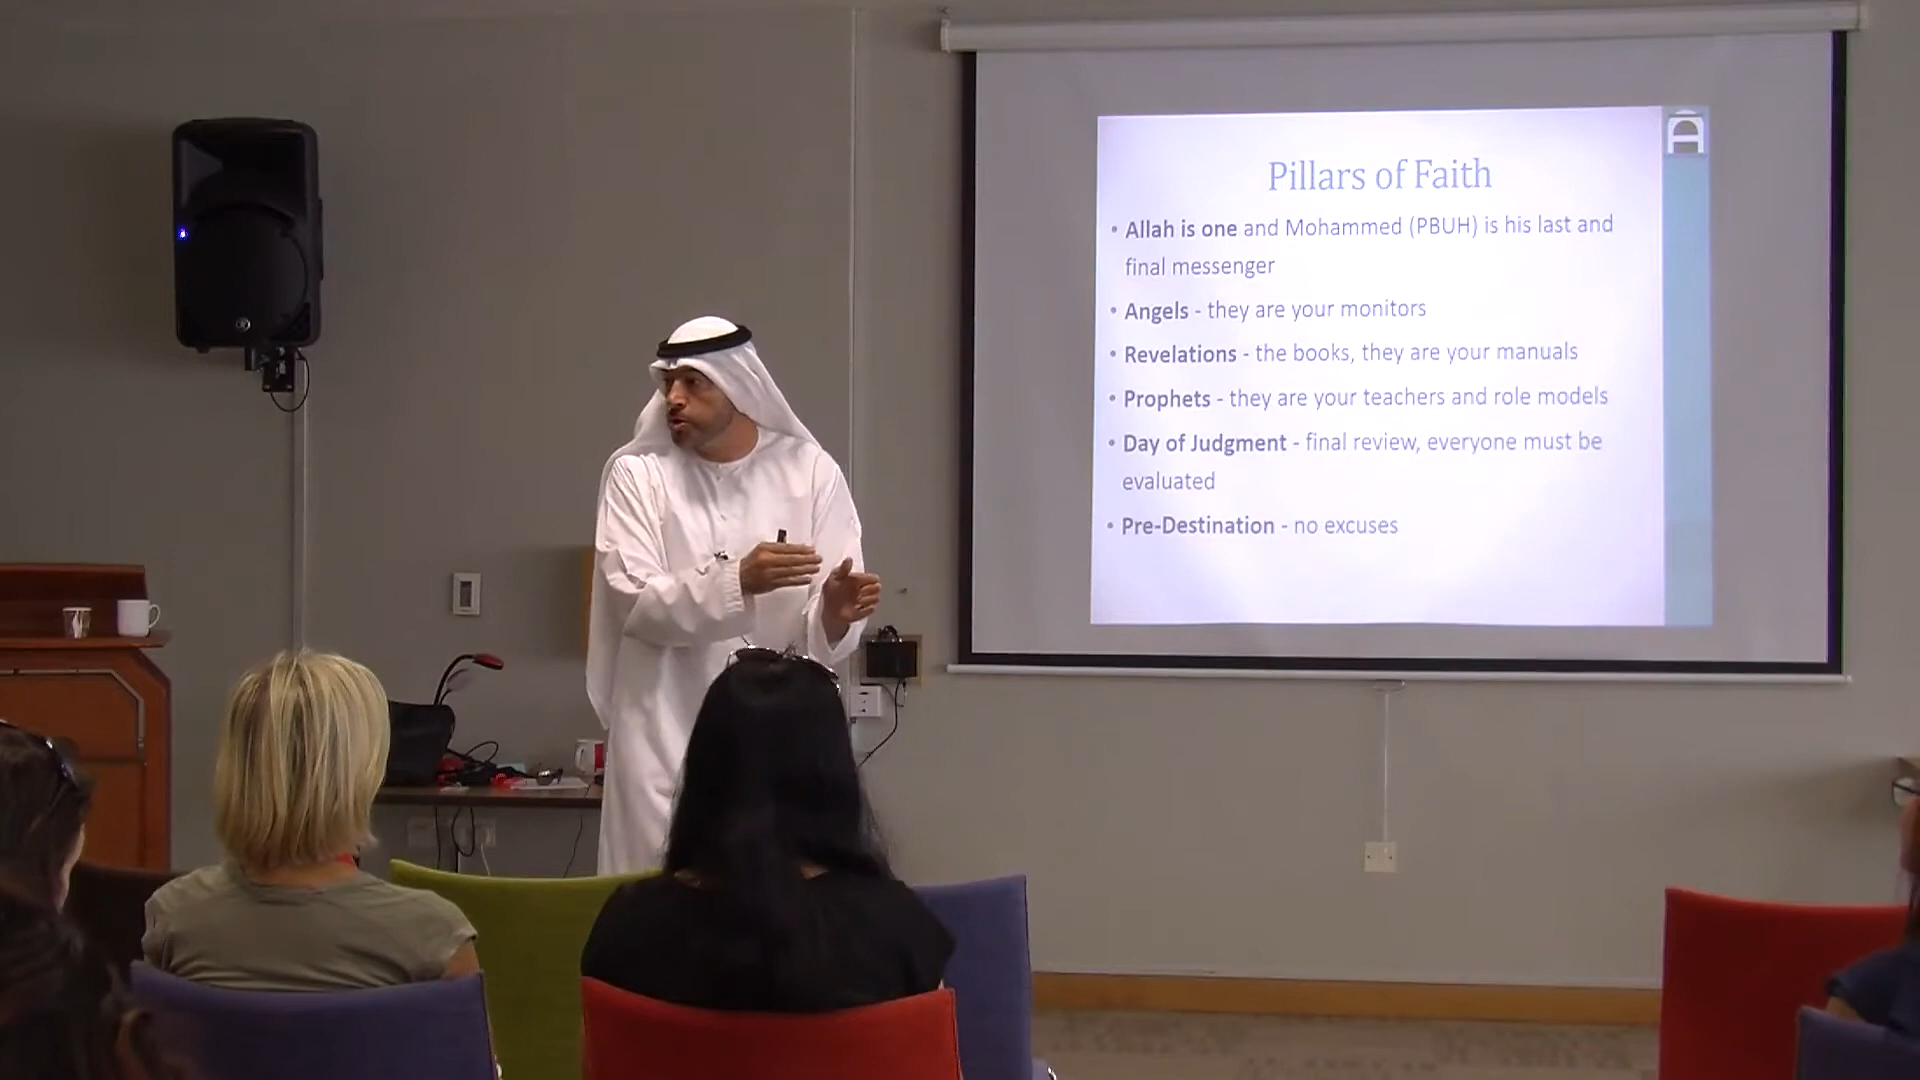 Pillars of Faith
• Allah is one and Mohammed (PBUH) is his last and
final messenger
• Angels - they are your monitors
• Revelations - the books, they are your manuals
• Prophets - they are your teachers and role models
• Day of Judgment - final review, everyone must be
evaluated
• Pre-Destination - no excuses